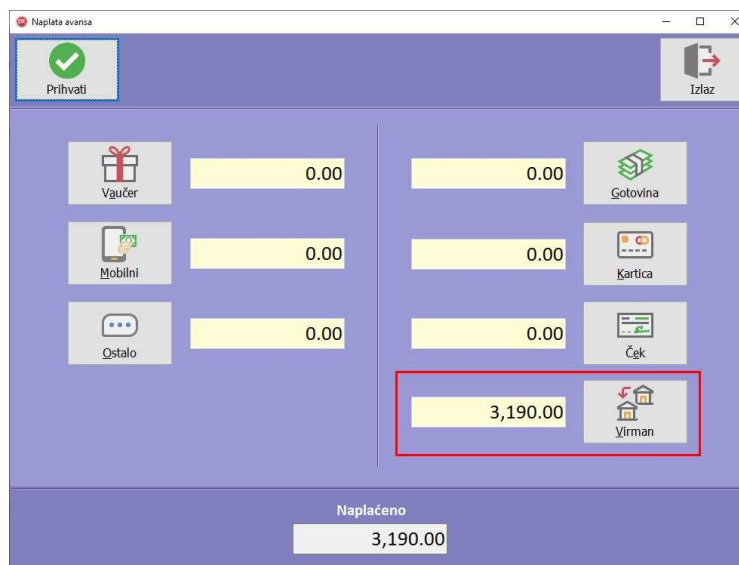 Naplata avansa
Prihvati
Izlaz
Vaučer
0.00
0.00
Gotovina
Mobilni
0.00
0.00
Kartica
Ostalo
0.00
0.00
Ček
3,190.00
Virman
Naplaćeno
3,190.00